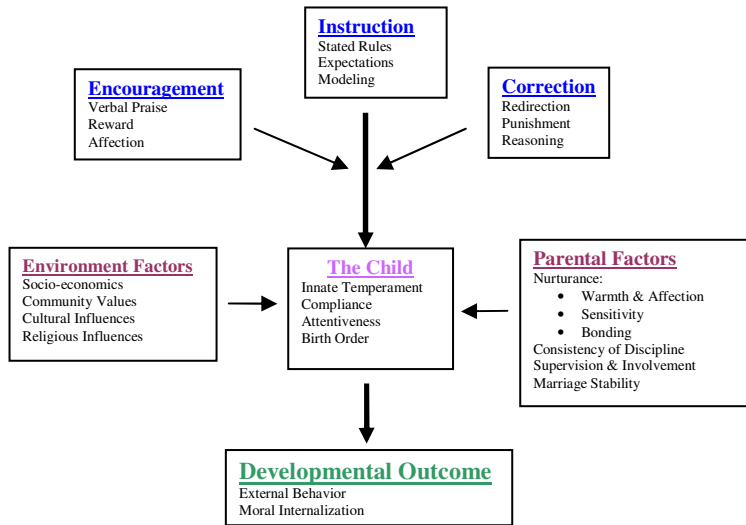 Instruction
Stated Rules
Expectations
Modeling
Encouragement
Verbal Praise
Reward
Affection
Correction
Redirection
Punishment
Reasoning
Environment Factors
Socio-economics
Community Values
Cultural Influences
Religious Influences
The Child
Innate Temperament
Compliance
Attentiveness
Birth Order
Parental Factors
Nurturance:
• Warmth & Affection
• Sensitivity
• Bonding
Consistency of Discipline
Supervision & Involvement
Marriage Stability
Developmental Outcome
External Behavior
Moral Internalization